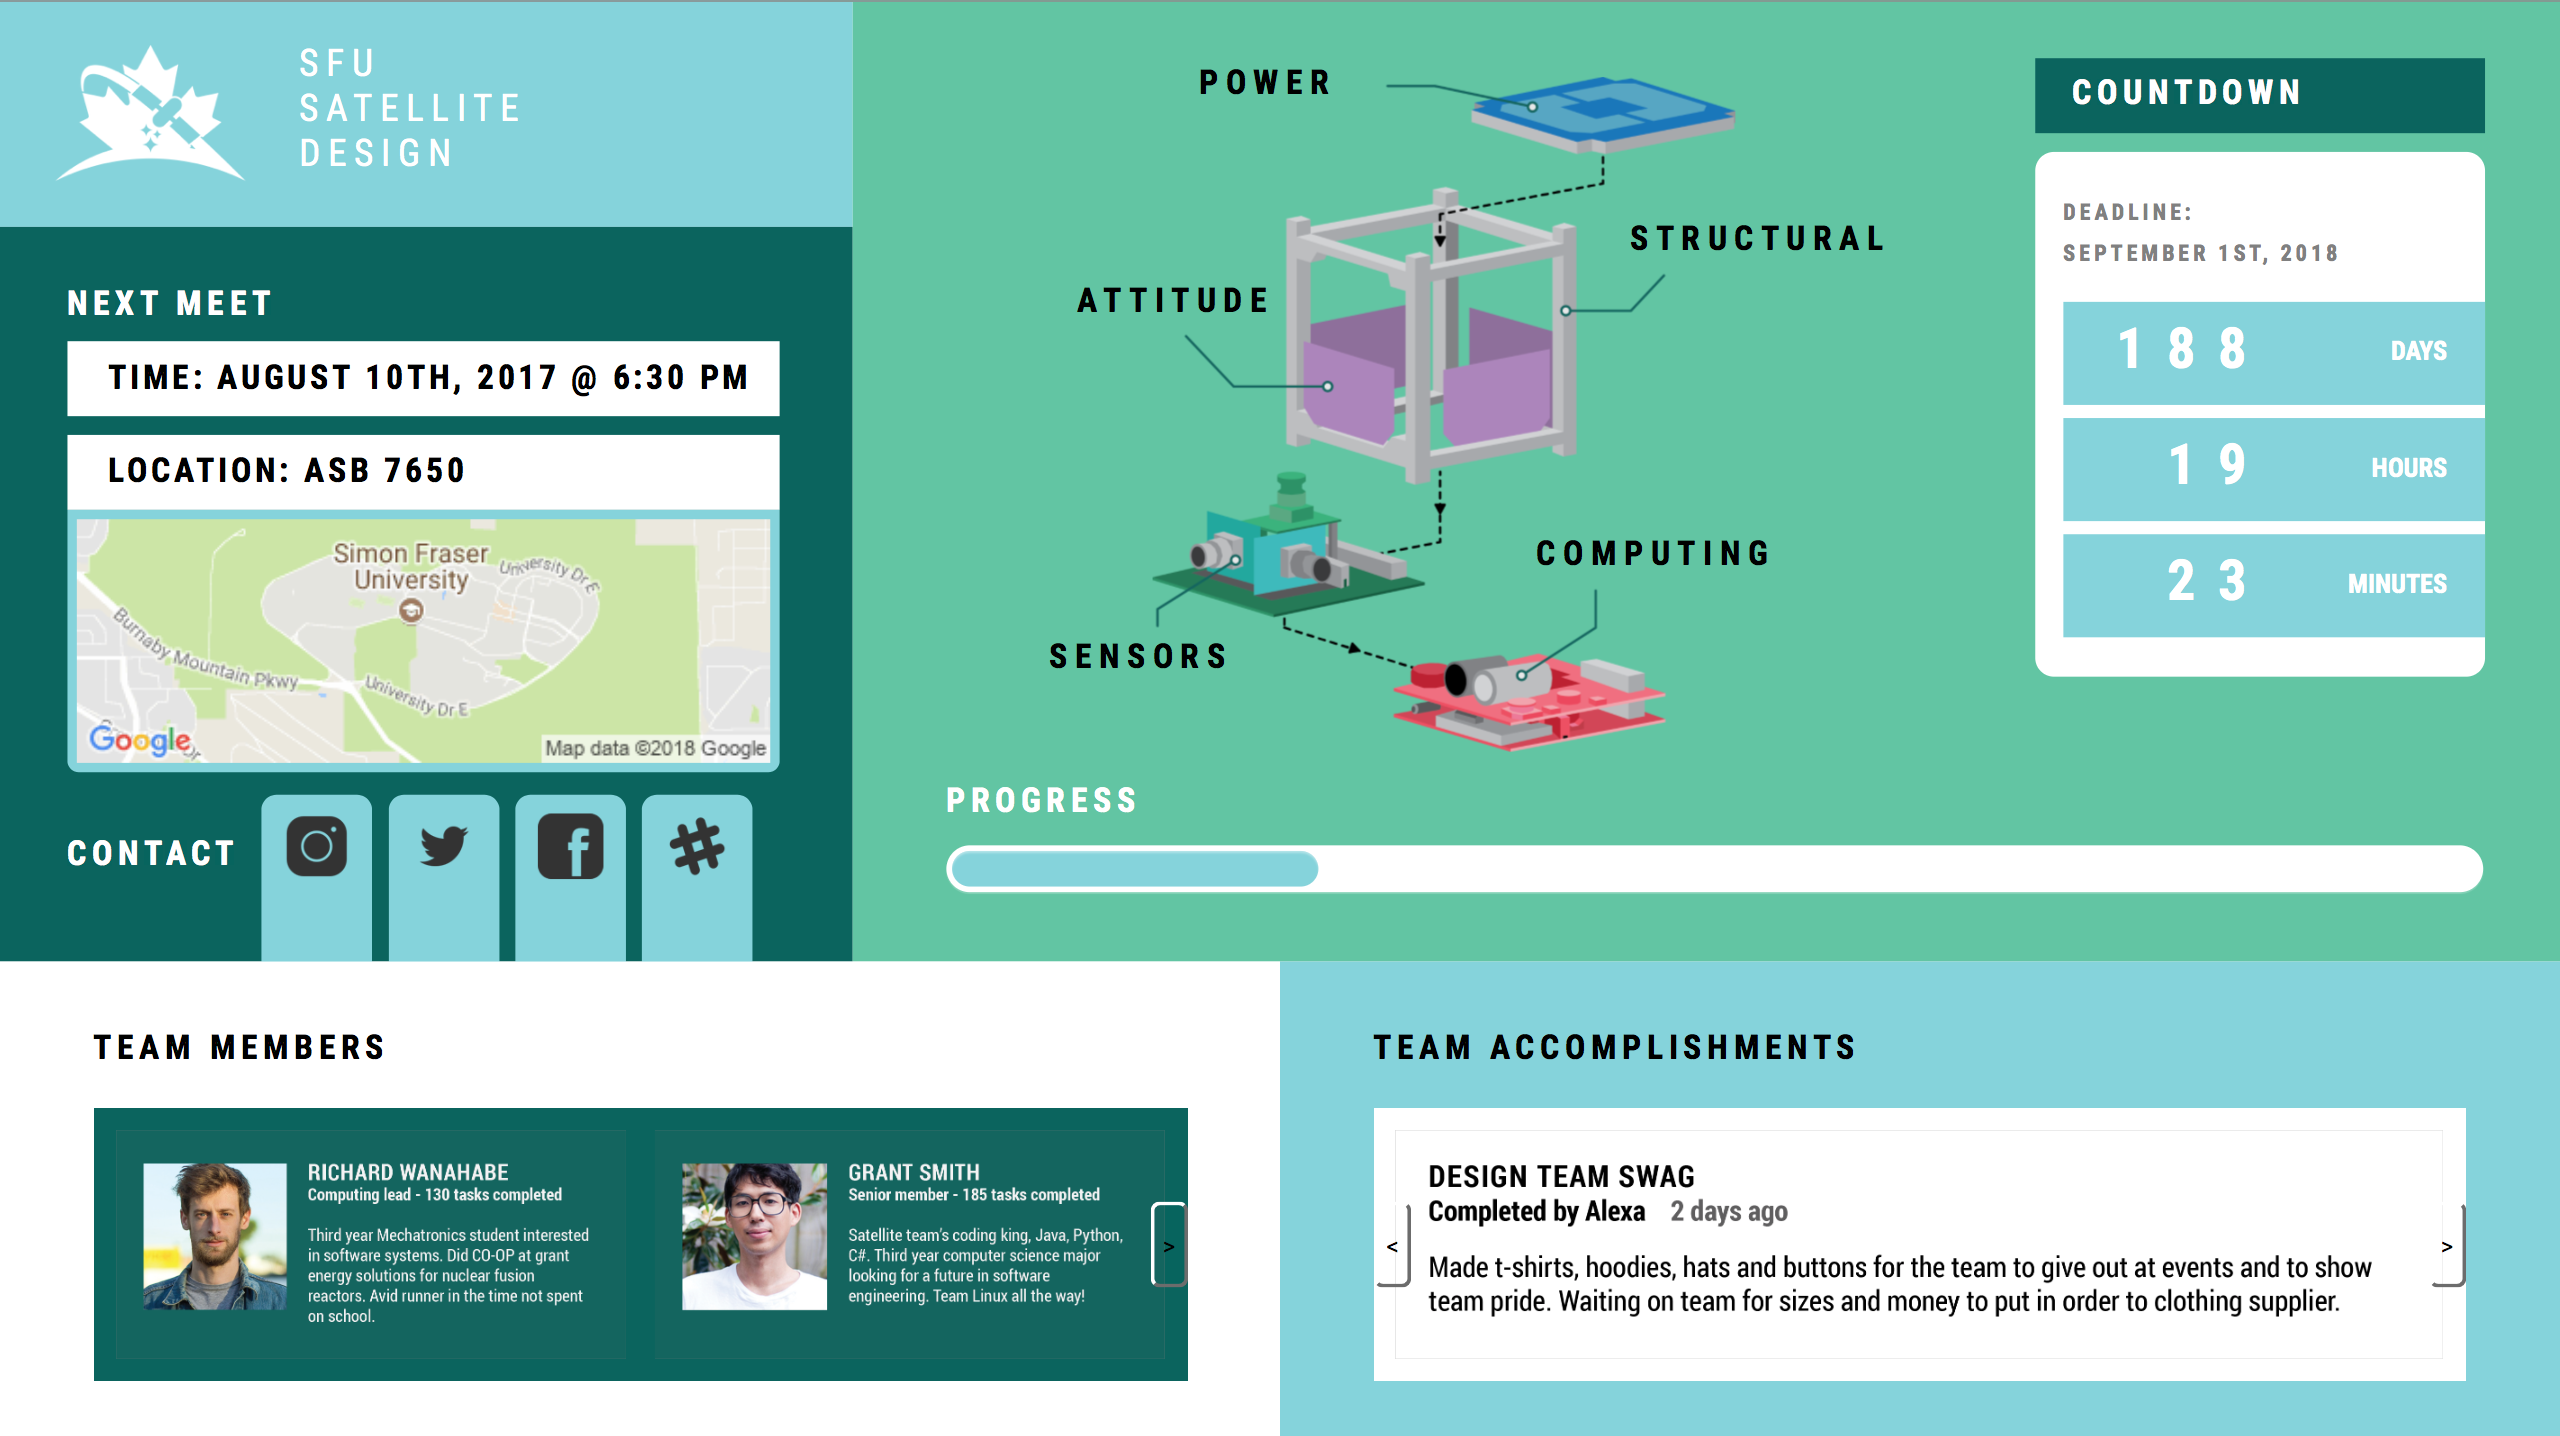 SFU
SATELLITE
DESIGN
NEXT MEET
TIME: AUGUST 10TH, 2017 @ 6:30 PM
LOCATION: ASB 7650
Simon Fraser
University
University Dr E
Burnaby Mountain Pkwy
University Dr E
Google
Map data ©2018 Google
CONTACT
POWER
STRUCTURAL
ATTITUDE
COMPUTING
SENSORS
PROGRESS
COUNTDOWN
DEADLINE:
SEPTEMBER 1ST, 2018
188 DAYS
19 HOURS
23 MINUTES
TEAM MEMBERS
RICHARD WANAHABE
Computing lead - 130 tasks completed
Third year Mechatronics student interested
in software systems. Did CO-OP at grant
energy solutions for nuclear fusion
reactors. Avid runner in the time not spent
on school.
GRANT SMITH
Senior member - 185 tasks completed
Satellite team's coding king, Java, Python,
C#. Third year computer science major
looking for a future in software
engineering. Team Linux all the way!
>
TEAM ACCOMPLISHMENTS
<
DESIGN TEAM SWAG
Completed by Alexa 2 days ago
Made t-shirts, hoodies, hats and buttons for the team to give out at events and to show
team pride. Waiting on team for sizes and money to put in order to clothing supplier.
>